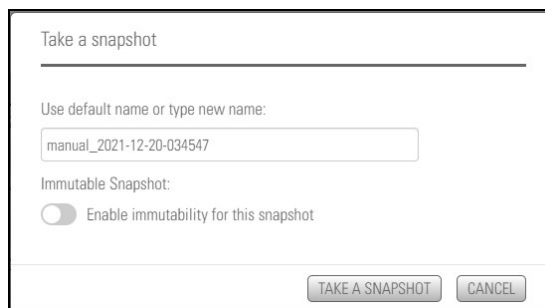 Take a snapshot
Use default name or type new name:
manual_2021-12-20-034547
Immutable Snapshot:
Enable immutability for this snapshot
TAKE A SNAPSHOT CANCEL